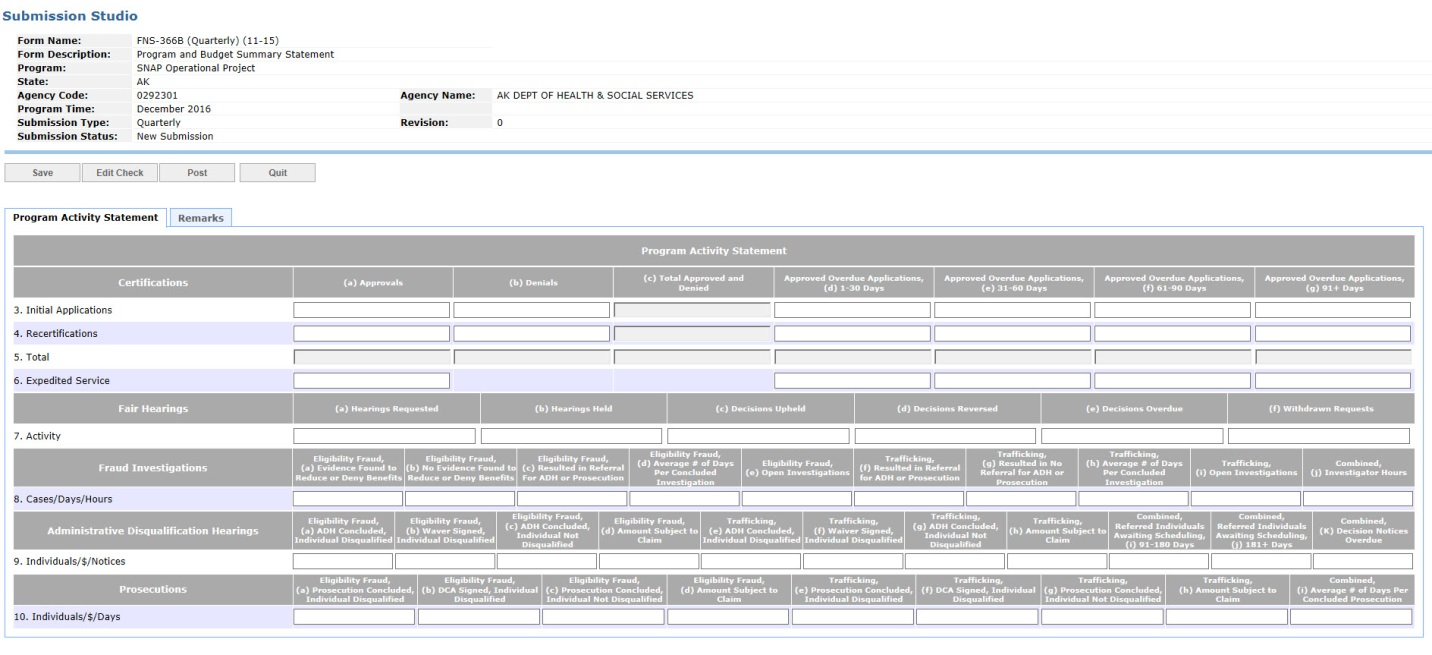 Submission Studio
Form Name: FNS-366B (Quarterly) (11-15)
Form Description: Program and Budget Summary Statement
Program: SNAP Operational Project
State: AK
Agency Code: 0292301 Agency Name: AK DEPT OF HEALTH & SOCIAL SERVICES
Program Time: December 2016
Submission Type: Quarterly Revision: 0
Submission Status: New Submission
Save Edit Check Post Quit
Program Activity Statement Remarks
Program Activity Statement
Certifications (a) Approvals (b) Denials (c) Total Approved and Denied Approved Overdue Applications, (d) 1-30 Days Approved Overdue Applications, (e) 31-60 Days Approved Overdue Applications, (f) 61-90 Days Approved Overdue Applications, (g) 91+ Days
3. Initial Applications
4. Recertifications
5. Total
6. Expedited Service
Fair Hearings (a) Hearings Requested (b) Hearings Held (c) Decisions Upheld (d) Decisions Reversed (e) Decisions Overdue (f) Withdrawn Requests
7. Activity
Fraud Investigations Eligibility Fraud, (a) Evidence Found to Reduce or Deny Benefits Eligibility Fraud, (b) No Evidence Found to Reduce or Deny Benefits Eligibility Fraud, (c) Resulted in Referral For ADH or Prosecution Eligibility Fraud, (d) Average # of Days Per Concluded Investigation Eligibility Fraud, (e) Open Investigations Trafficking, (f) Resulted in Referral for ADH or Prosecution Trafficking, (g) Resulted in No Referral for ADH or Prosecution Trafficking, (h) Average # of Days Per Concluded Investigation Trafficking, (i) Open Investigations Combined, (j) Investigator Hours
8. Cases/Days/Hours
Administrative Disqualification Hearings Eligibility Fraud, (a) ADH Concluded, Individual Disqualified Eligibility Fraud, (b) Waver Signed, Individual Disqualified Eligibility Fraud, (c) ADH Concluded, Individual Not Disqualified Eligibility Fraud, (d) Amount Subject to Claim Trafficking, (e) ADH Concluded, Individual Disqualified Trafficking, (f) Waiver Signed, Individual Disqualified Trafficking, (g) ADH Concluded, Individual Not Disqualified Trafficking, (h) Amount Subject to Claim Combined, Referred Individuals Awaiting Scheduling, (i) 91-180 Days Combined, Referred Individuals Awaiting Scheduling, (j) 181+ Days Combined, (K) Decision Notices Overdue
9. Individuals/$/Notices
Prosecutions Eligibility Fraud, (a) Prosecution Concluded, Individual Disqualified Eligibility Fraud, (b) DCA Signed, Individual Disqualified Eligibility Fraud, (c) Prosecution Concluded, Individual Not Disqualified Eligibility Fraud, (d) Amount Subject to Claim Trafficking, (e) Prosecution Concluded, Individual Disqualified Trafficking, (f) DCA Signed, Individual Disqualified Trafficking, (g) Prosecution Concluded, Individual Not Disqualified Trafficking, (h) Amount Subject to Claim Combined, (i) Average # of Days Per Concluded Prosecution
10. Individuals/$/Days